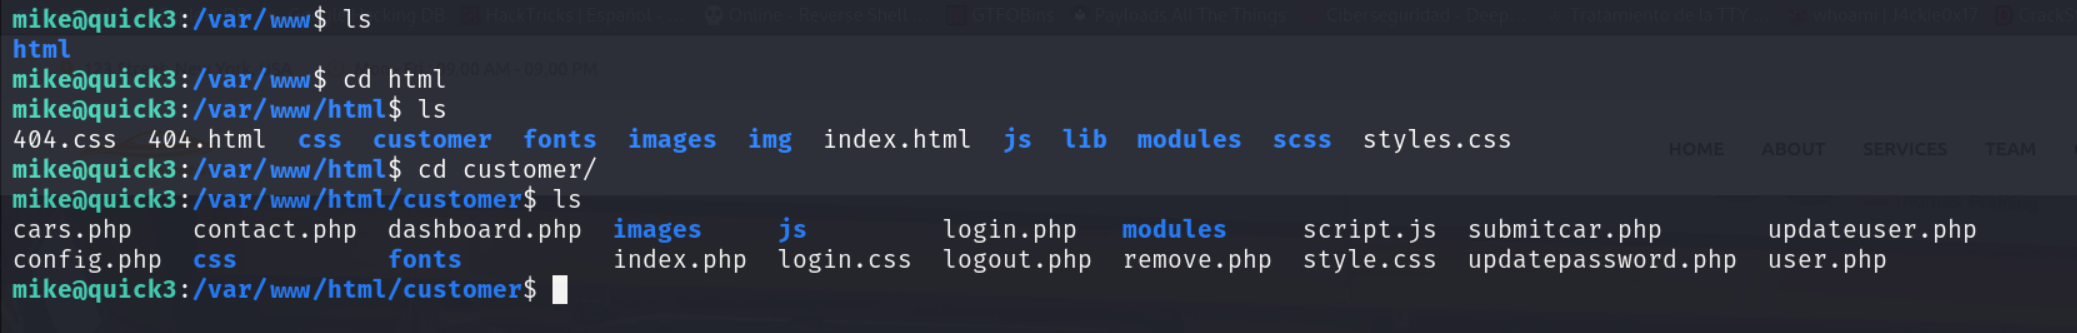 mike@quick3:/var/www$ ls
html
mike@quick3:/var/www$ cd html
mike@quick3:/var/www/html$ ls
404.css  404.html  css  customer  fonts  images  img  index.html  js  lib  modules  scss  styles.css
mike@quick3:/var/www/html$ cd customer/
HOME ABOUT SERVICES TEAM
mike@quick3:/var/www/html/customer$ ls
cars.php    contact.php  dashboard.php  images     js         login.php   modules     script.js  submitcar.php       updateuser.php
config.php  css          fonts          index.php  login.css  logout.php  remove.php  style.css  updatepassword.php  user.php
mike@quick3:/var/www/html/customer$